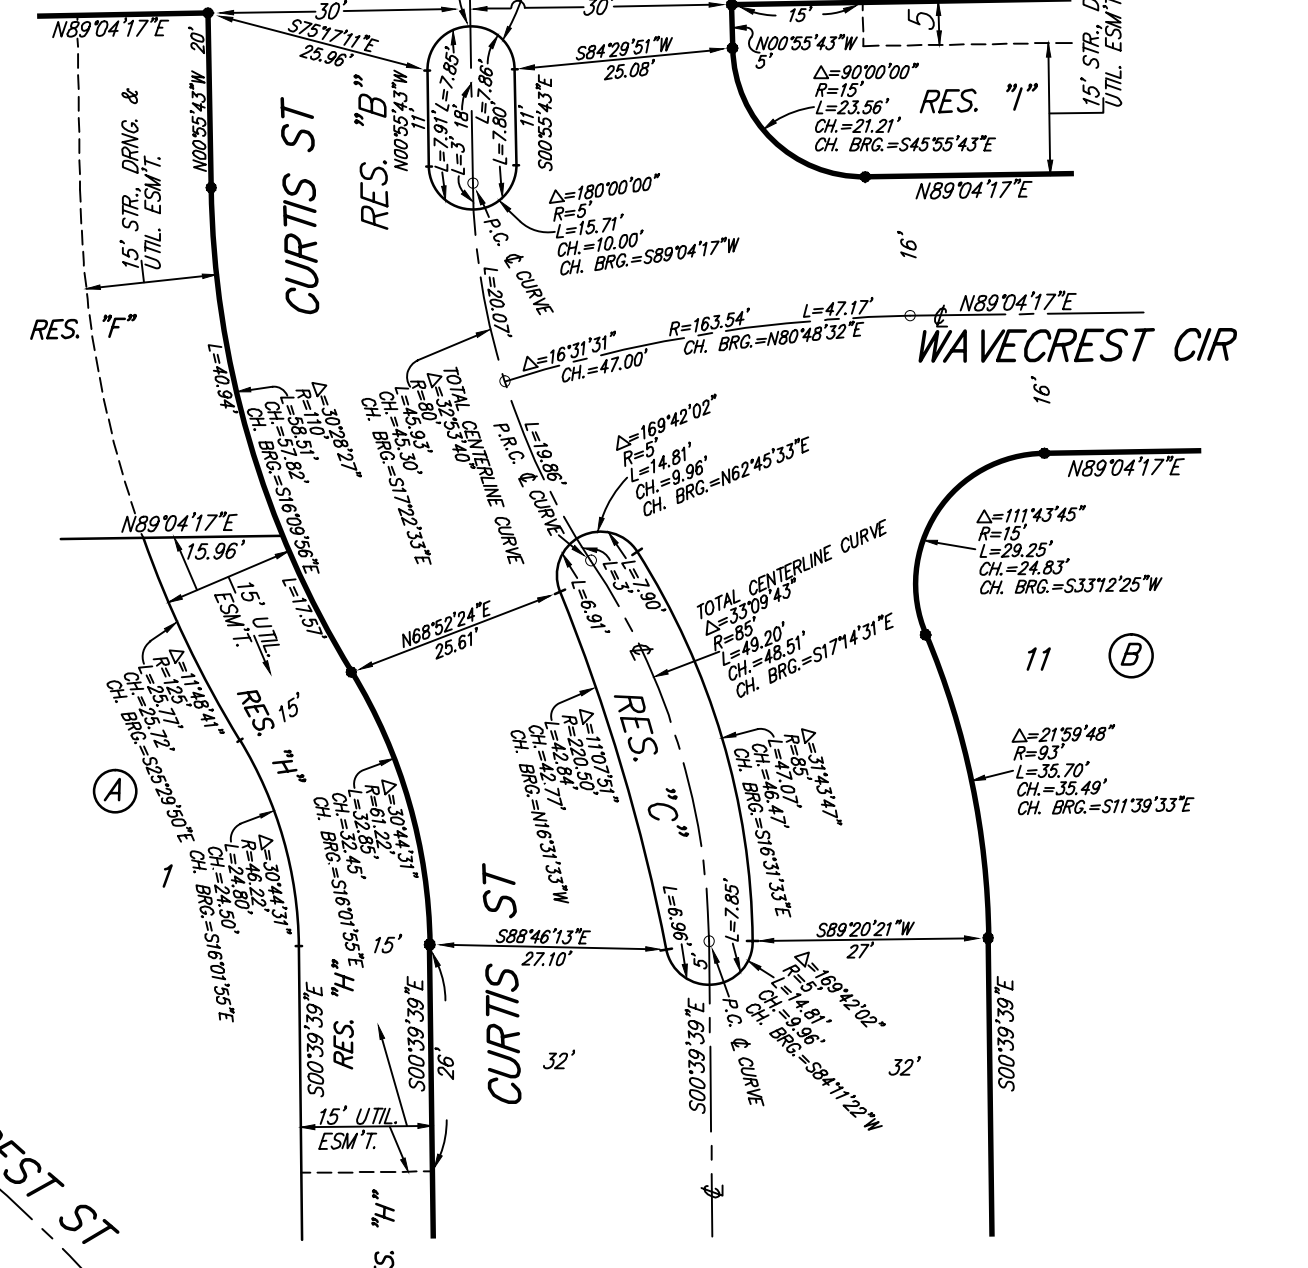 N89°04'17"E
20'
30'
30'
15'
5
S75°17'11"E
25.96'
S84°29'51"W
25.08'
N00°55'43"W
5'
15' STR., D
UTIL. ESM'T
N00°55'43"W
15' STR., DRNG. &
UTIL. ESM'T.
CURTIS ST
RES. "B"
N00°55'43"W
11'
L=7.85'
L=7.86'
L=7.91'
L=3'
18'
L=7.80'
11'
S00°55'43"E
Δ=90°00'00"
R=15'
L=23.56'
CH.=21.21'
CH. BRG.=S45°55'43"E
RES. "I"
N89°04'17"E
Δ=180°00'00"
R=5'
L=15.71'
CH.=10.00'
CH. BRG.=S89°04'17"W
P.C. ℄ CURVE
L=20.07'
16'
RES. "F"
L=40.94'
Δ=30°28'27"
R=110'
L=58.51'
CH.=57.82'
CH. BRG.=S16°09'56"E
TOTAL CENTERLINE CURVE
Δ=32°53'40"
R=80'
L=45.93'
CH.=45.30'
CH. BRG.=S17°22'33"E
Δ=16°31'31"
CH.=47.00'
R=163.54'
CH. BRG.=N80°48'32"E
L=47.17'
℄
N89°04'17"E
WAVECREST CIR
16'
L=19.86'
P.R.C. ℄ CURVE
Δ=169°42'02"
R=5'
L=14.81'
CH.=9.96'
CH. BRG.=N62°45'33"E
N89°04'17"E
N89°04'17"E
15.96'
15' UTIL.
ESM'T.
L=17.57'
N68°52'24"E
25.61'
L=3'
L=7.90'
L=6.91'
℄
TOTAL CENTERLINE CURVE
Δ=33°09'43"
R=85'
L=49.20'
CH.=48.51'
CH. BRG.=S17°14'31"E
Δ=111°43'45"
R=15'
L=29.25'
CH.=24.83'
CH. BRG.=S33°12'25"W
11
B
Δ=11°48'41"
R=125'
L=25.77'
CH.=25.72'
CH. BRG.=S25°29'50"E
RES. "H"
15'
A
1
Δ=30°44'31"
R=61.22'
L=32.85'
CH.=32.45'
CH. BRG.=S16°01'55"E
Δ=11°07'51"
R=220.50'
L=42.84'
CH.=42.77'
CH. BRG.=N16°31'33"W
RES. "C"
Δ=31°43'47"
R=85'
L=47.07'
CH.=46.47'
CH. BRG.=S16°31'33"E
Δ=21°59'48"
R=93'
L=35.70'
CH.=35.49'
CH. BRG.=S11°39'33"E
Δ=30°44'31"
R=46.22'
L=24.80'
CH.=24.50'
CH. BRG.=S16°01'55"E
15'
S88°46'13"E
27.10'
L=6.96'
5'
L=7.85'
S89°20'21"W
27'
Δ=169°42'02"
R=5'
L=14.81'
CH.=9.96'
CH. BRG.=S84°11'22"W
P.C. ℄ CURVE
S00°39'39"E
RES. "H"
S00°39'39"E
26'
CURTIS ST
32'
S00°39'39"E
32'
S00°39'39"E
15' UTIL.
ESM'T.
℄
"H"
EST ST